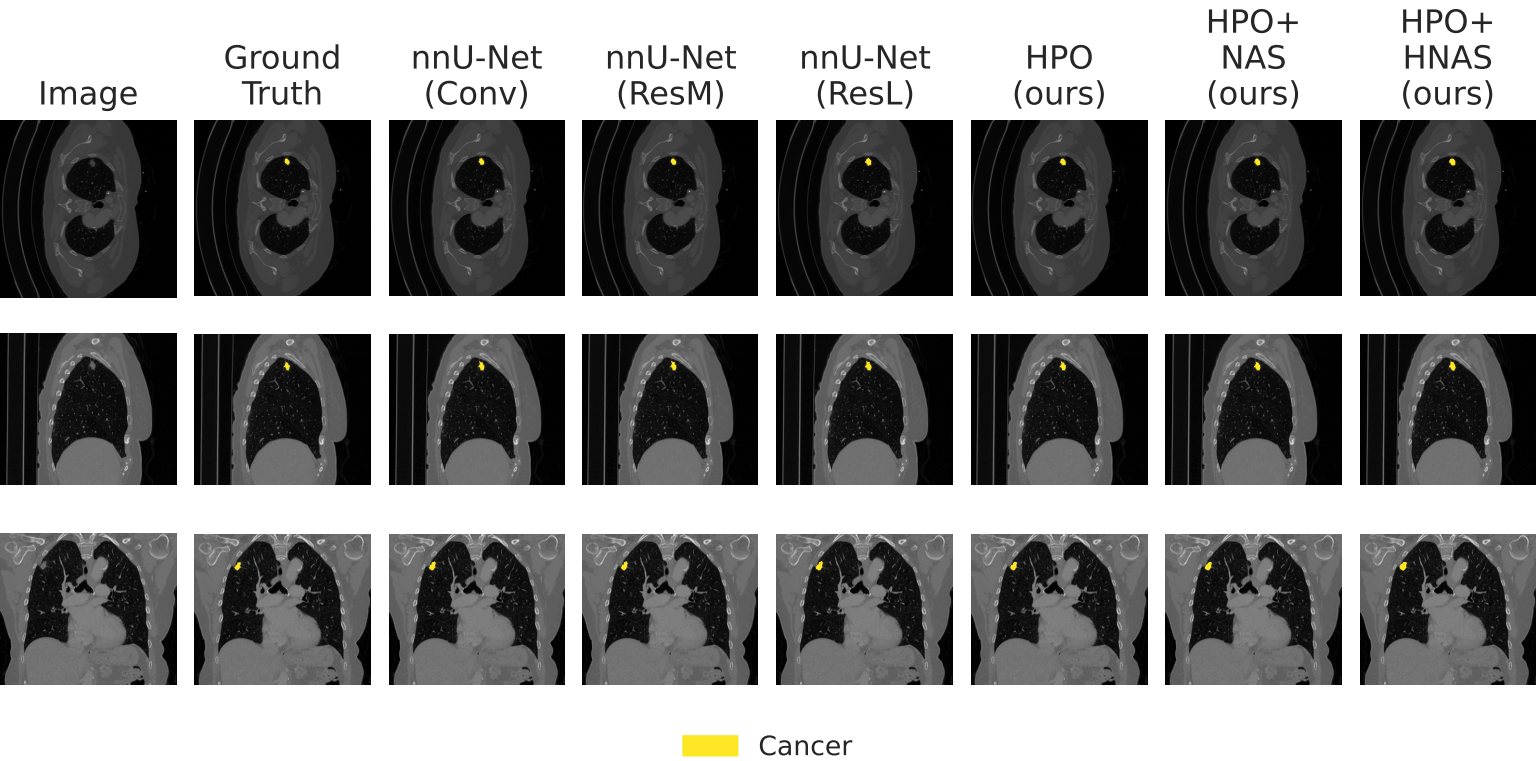 Image
Ground
Truth
nnU-Net
(Conv)
nnU-Net
(ResM)
nnU-Net
(ResL)
HPO
(ours)
HPO+
NAS
(ours)
HPO+
HNAS
(ours)
Cancer